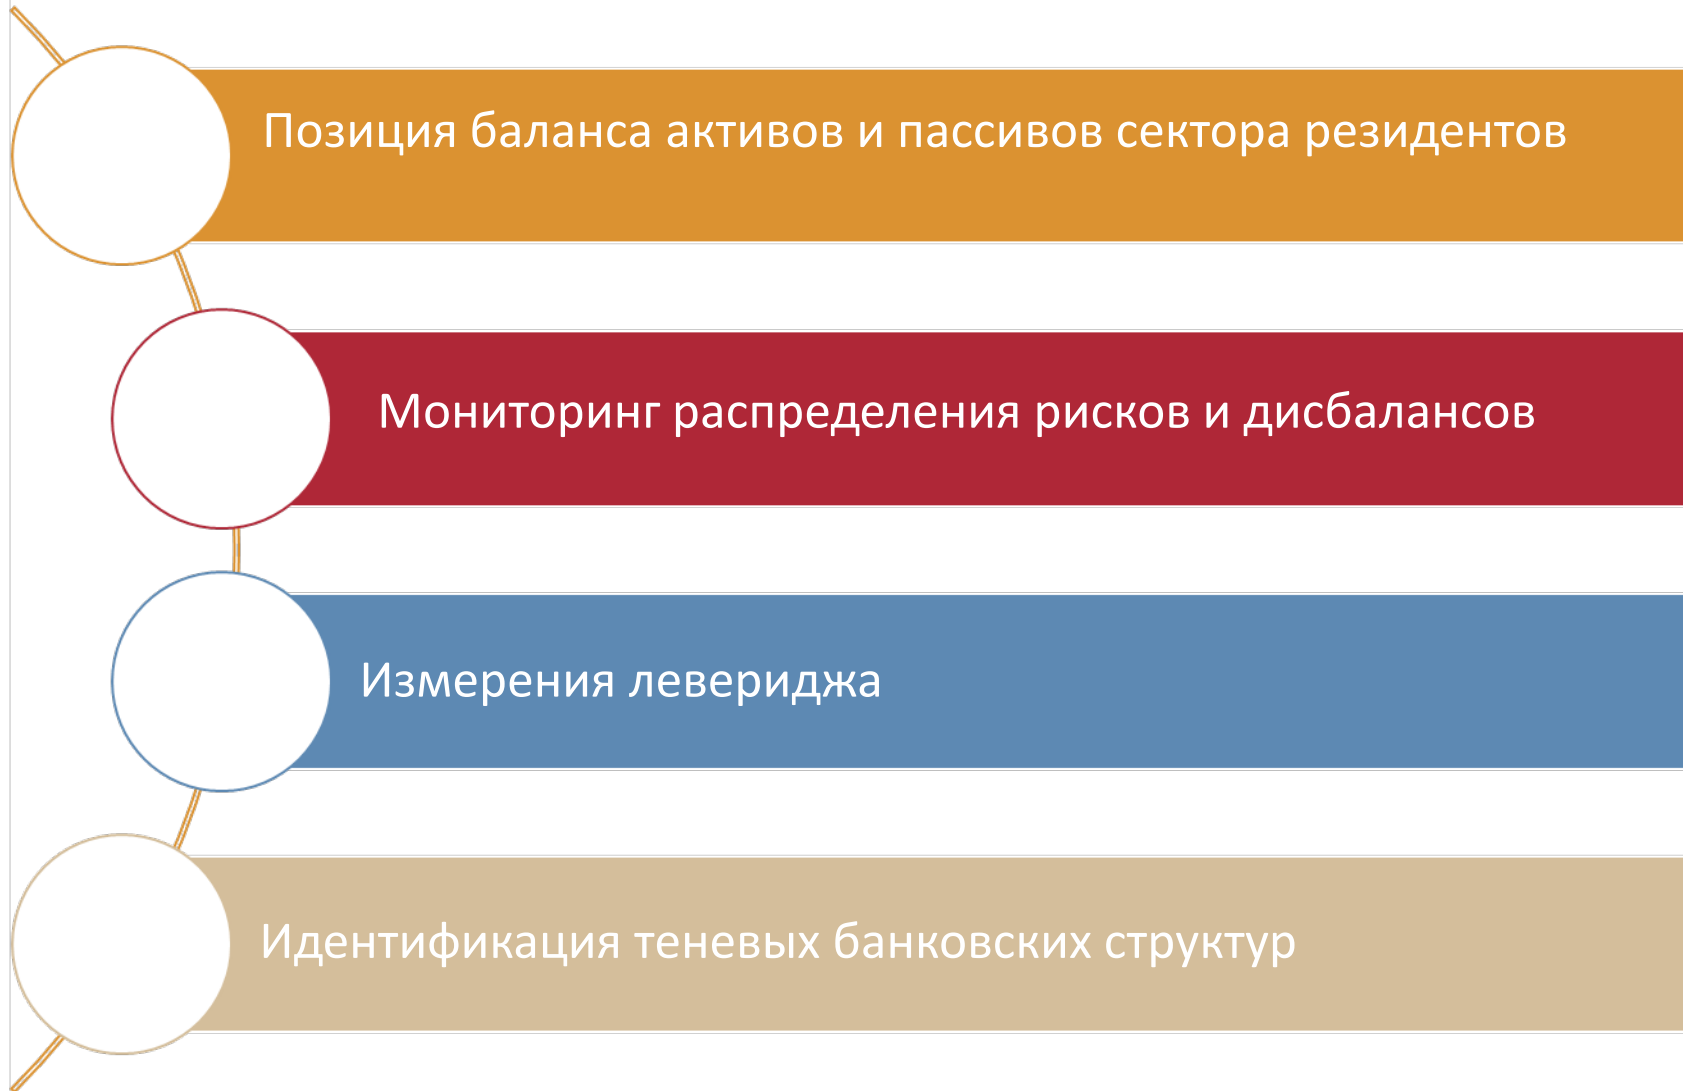 Позиция баланса активов и пассивов сектора резидентов
Мониторинг распределения рисков и дисбалансов
Измерения левериджа
Идентификация теневых банковских структур